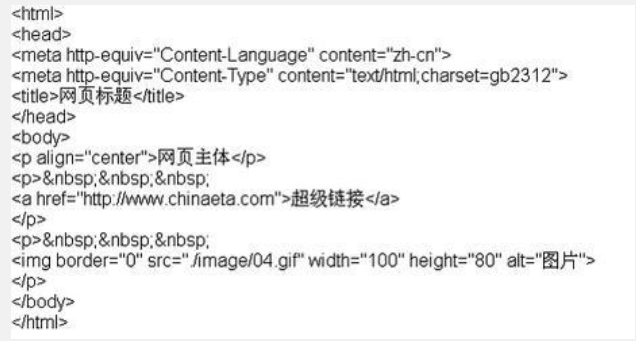 <html>
<head>
<meta http-equiv="Content-Language" content="zh-cn">
<meta http-equiv="Content-Type" content="text/html;charset=gb2312">
<title>网页标题</title>
</head>
<body>
<p align="center">网页主体</p>
<p>&nbsp;&nbsp;&nbsp;
<a href="http://www.chinaeta.com">超级链接</a>
</p>
<p>&nbsp;&nbsp;&nbsp;
<img border="0" src="./image/04.gif" width="100" height="80" alt="图片">
</p>
</body>
</html>